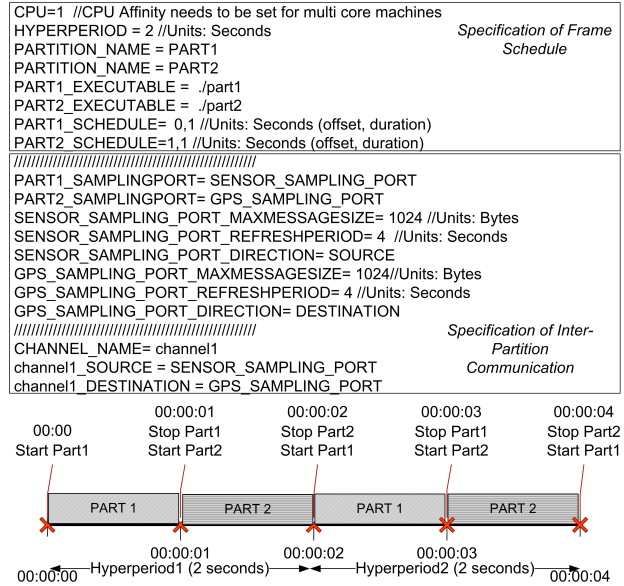 CPU=1 //CPU Affinity needs to be set for multi core machines
HYPERPERIOD = 2 //Units: Seconds
Specification of Frame
Schedule
PARTITION_NAME = PART1
PARTITION_NAME = PART2
PART1_EXECUTABLE = ./part1
PART2_EXECUTABLE = ./part2
PART1_SCHEDULE= 0,1 //Units: Seconds (offset, duration)
PART2_SCHEDULE=1,1 //Units: Seconds (offset, duration)
////////////////////////////////////////////////////////
PART1_SAMPLINGPORT= SENSOR_SAMPLING_PORT
PART2_SAMPLINGPORT= GPS_SAMPLING_PORT
SENSOR_SAMPLING_PORT_MAXMESSAGESIZE= 1024 //Units: Bytes
SENSOR_SAMPLING_PORT_REFRESHPERIOD= 4 //Units: Seconds
SENSOR_SAMPLING_PORT_DIRECTION= SOURCE
GPS_SAMPLING_PORT_MAXMESSAGESIZE= 1024//Units: Bytes
GPS_SAMPLING_PORT_REFRESHPERIOD= 4 //Units: Seconds
GPS_SAMPLING_PORT_DIRECTION= DESTINATION
////////////////////////////////////////////////////////
Specification of Inter-
Partition
Communication
CHANNEL_NAME= channel1
channel1_SOURCE = SENSOR_SAMPLING_PORT
channel1_DESTINATION = GPS_SAMPLING_PORT
00:00
Start Part1
00:00:01
Stop Part1
Start Part2
00:00:02
Stop Part2
Start Part1
00:00:03
Stop Part1
Start Part2
00:00:04
Stop Part2
Start Part1
PART 1
PART 2
PART 1
PART 2
00:00:01
00:00:02
00:00:03
00:00:00
Hyperperiod1 (2 seconds)
Hyperperiod2 (2 seconds)
00:00:04